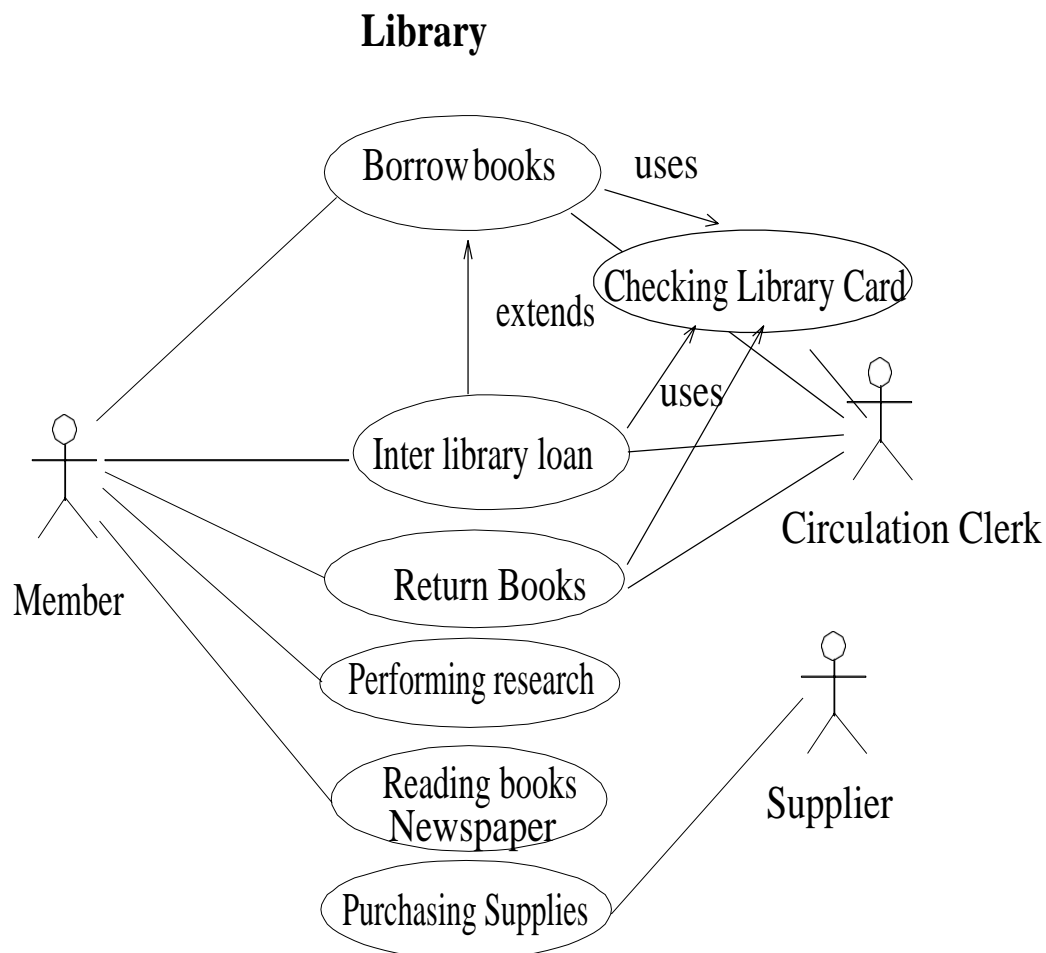 Library
Borrow books
uses
Checking Library Card
extends
uses
Inter library loan
Circulation Clerk
Return Books
Member
Performing research
Reading books
Newspaper
Supplier
Purchasing Supplies